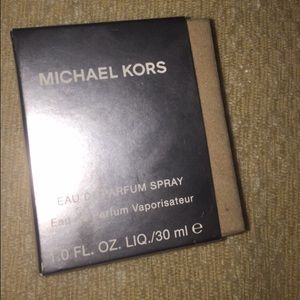 MICHAEL KORS
EAU DE PARFUM SPRAY
Eau de Parfum Vaporisateur
1.0 FL. OZ. LIQ./30 ml e